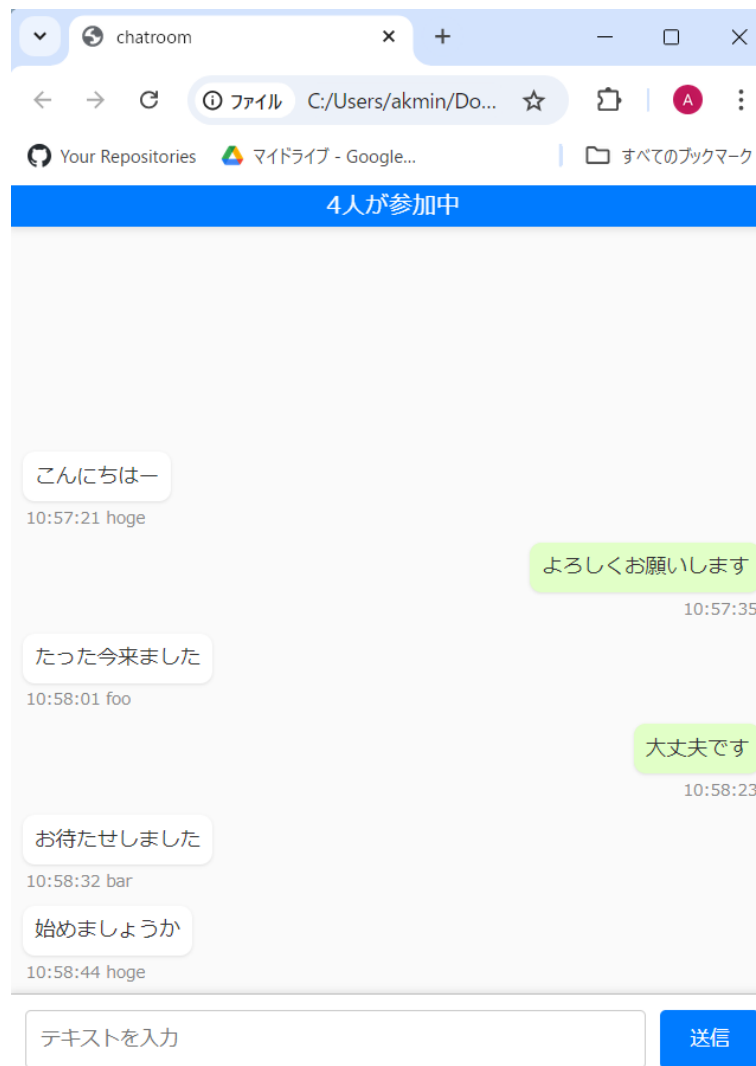 chatroom
ファイル C:/Users/akmin/Do... A
Your Repositories マイドライブ - Google... すべてのブックマーク
4人が参加中
こんにちはー
10:57:21 hoge
よろしくお願いします
10:57:35
たった今来ました
10:58:01 foo
大丈夫です
10:58:23
お待たせしました
10:58:32 bar
始めましょうか
10:58:44 hoge
テキストを入力 送信